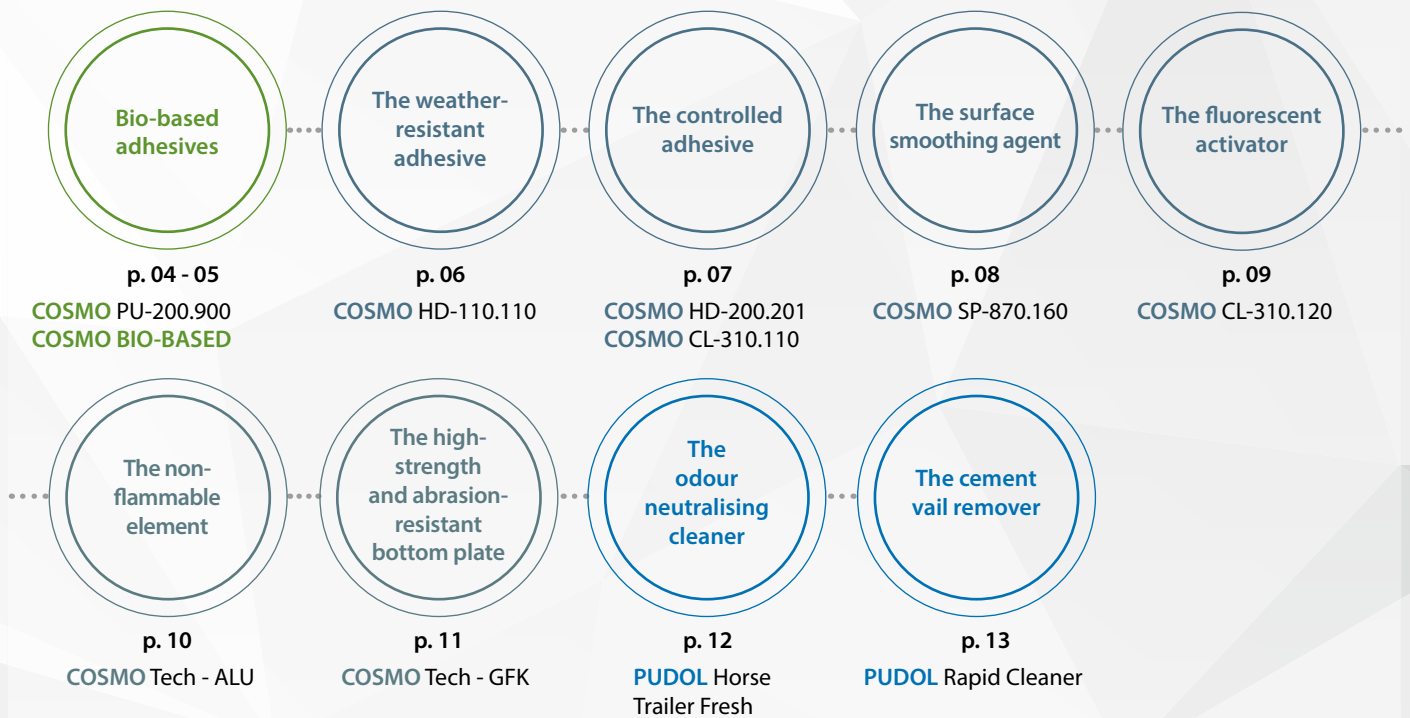 Bio-based
adhesives
p. 04 - 05
COSMO PU-200.900
COSMO BIO-BASED
The weather-
resistant
adhesive
p. 06
COSMO HD-110.110
The controlled
adhesive
p. 07
COSMO HD-200.201
COSMO CL-310.110
The surface
smoothing agent
p. 08
COSMO SP-870.160
The fluorescent
activator
p. 09
COSMO CL-310.120
The non-
flammable
element
p. 10
COSMO Tech - ALU
The high-
strength
and abrasion-
resistant
bottom plate
p. 11
COSMO Tech - GFK
The
odour
neutralising
cleaner
p. 12
PUDOL Horse
Trailer Fresh
The cement
vail remover
p. 13
PUDOL Rapid Cleaner